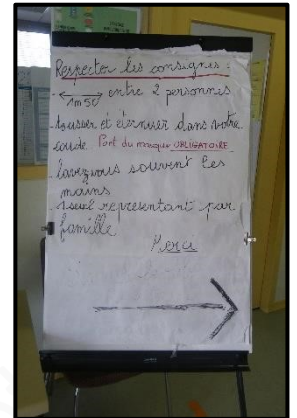 Respecter les consignes :
- 1m50 entre 2 personnes
- tousser et éternuer dans votre
coude Port du masque OBLIGATOIRE
- lavez vous souvent les
mains
- 1 seul représentant par
famille
Merci